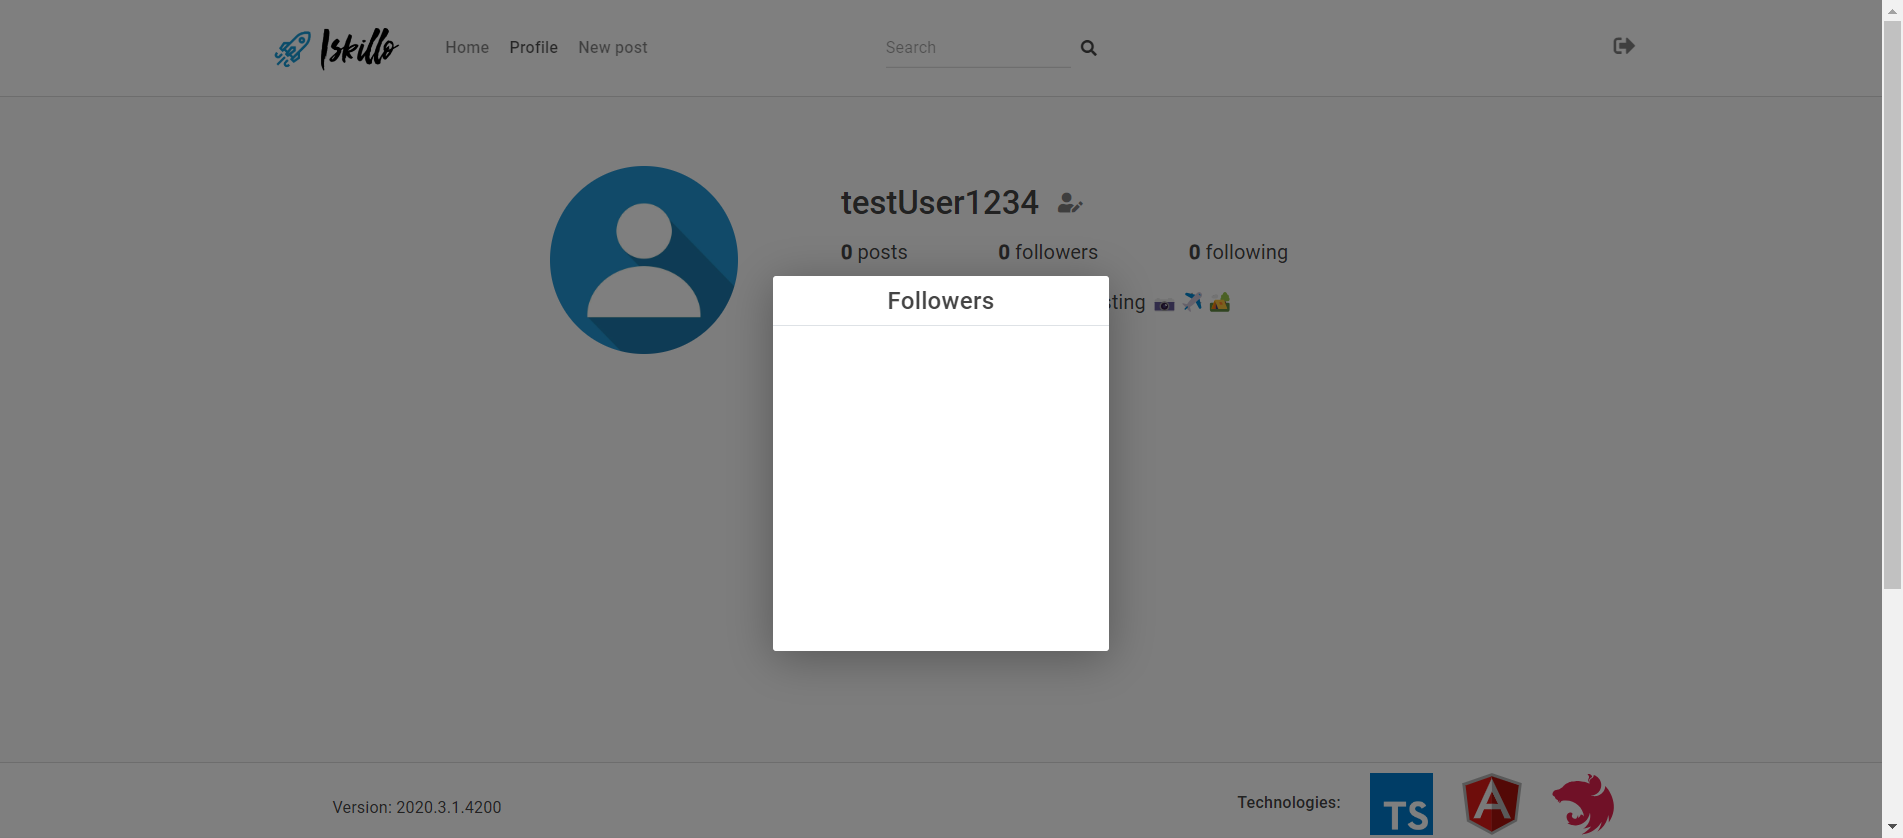 Iskillo Home Profile New post Search
testUser1234
0 posts 0 followers 0 following
Followers
sting 📷 ✈️ 🏕️
Version: 2020.3.1.4200 Technologies: TS A